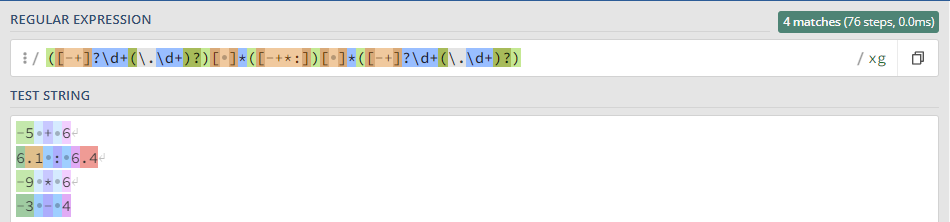 REGULAR EXPRESSION
4 matches (76 steps, 0.0ms)
/ ([-+]?\d+(\.\d+)?)[ ]*([-+*:])[ ]*([-+]?\d+(\.\d+)?) / xg
TEST STRING
-5 + 6
6.1 : 6.4
-9 * 6
-3 - 4